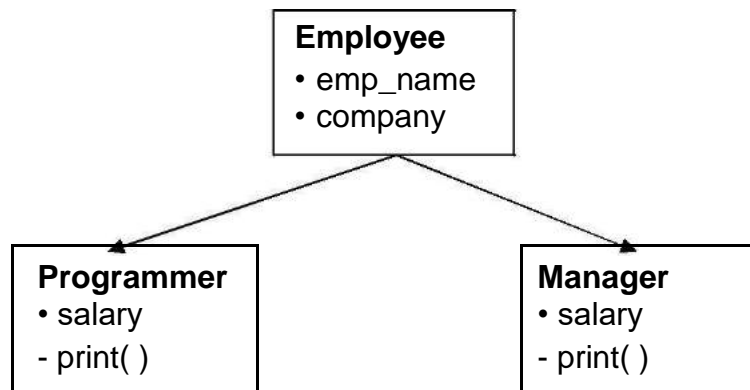 Employee
• emp_name
• company
Programmer
• salary
- print( )
Manager
• salary
- print( )